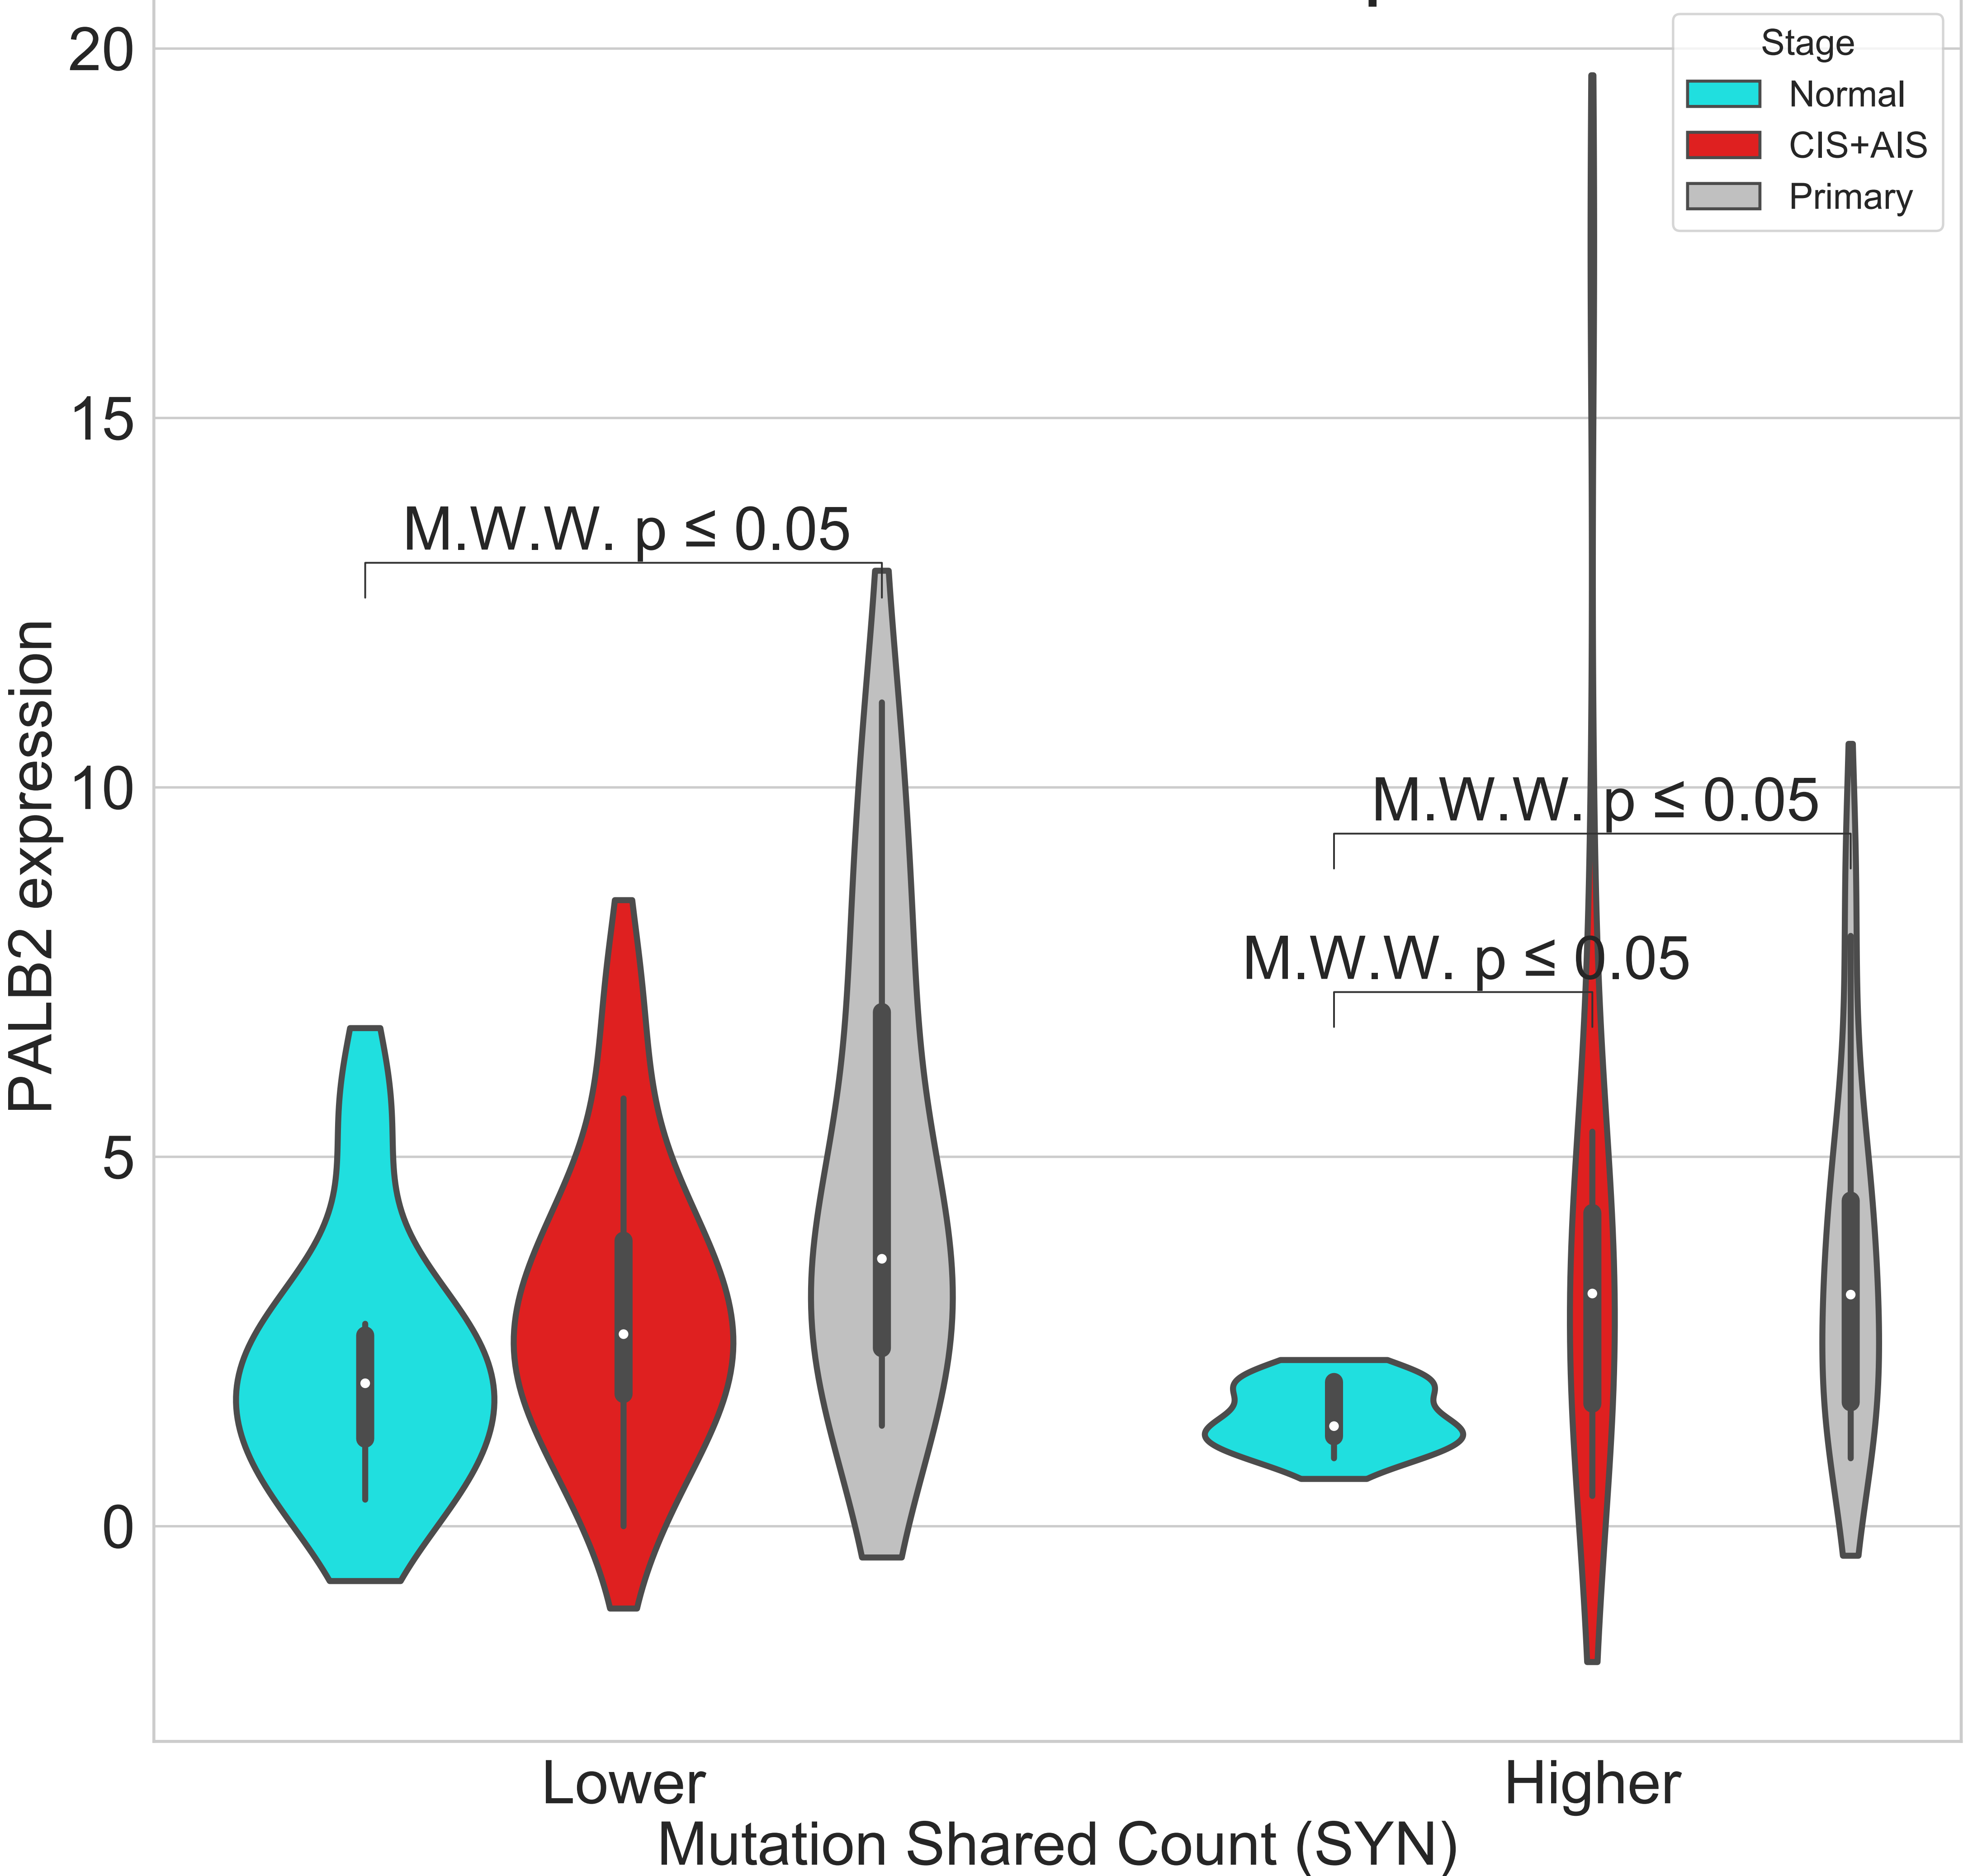 20
Stage
Normal
CIS+AIS
Primary
15
M.W.W. p ≤ 0.05
PALB2 expression
10
M.W.W. p ≤ 0.05
M.W.W. p ≤ 0.05
5
0
Lower
Higher
Mutation Shared Count (SYN)